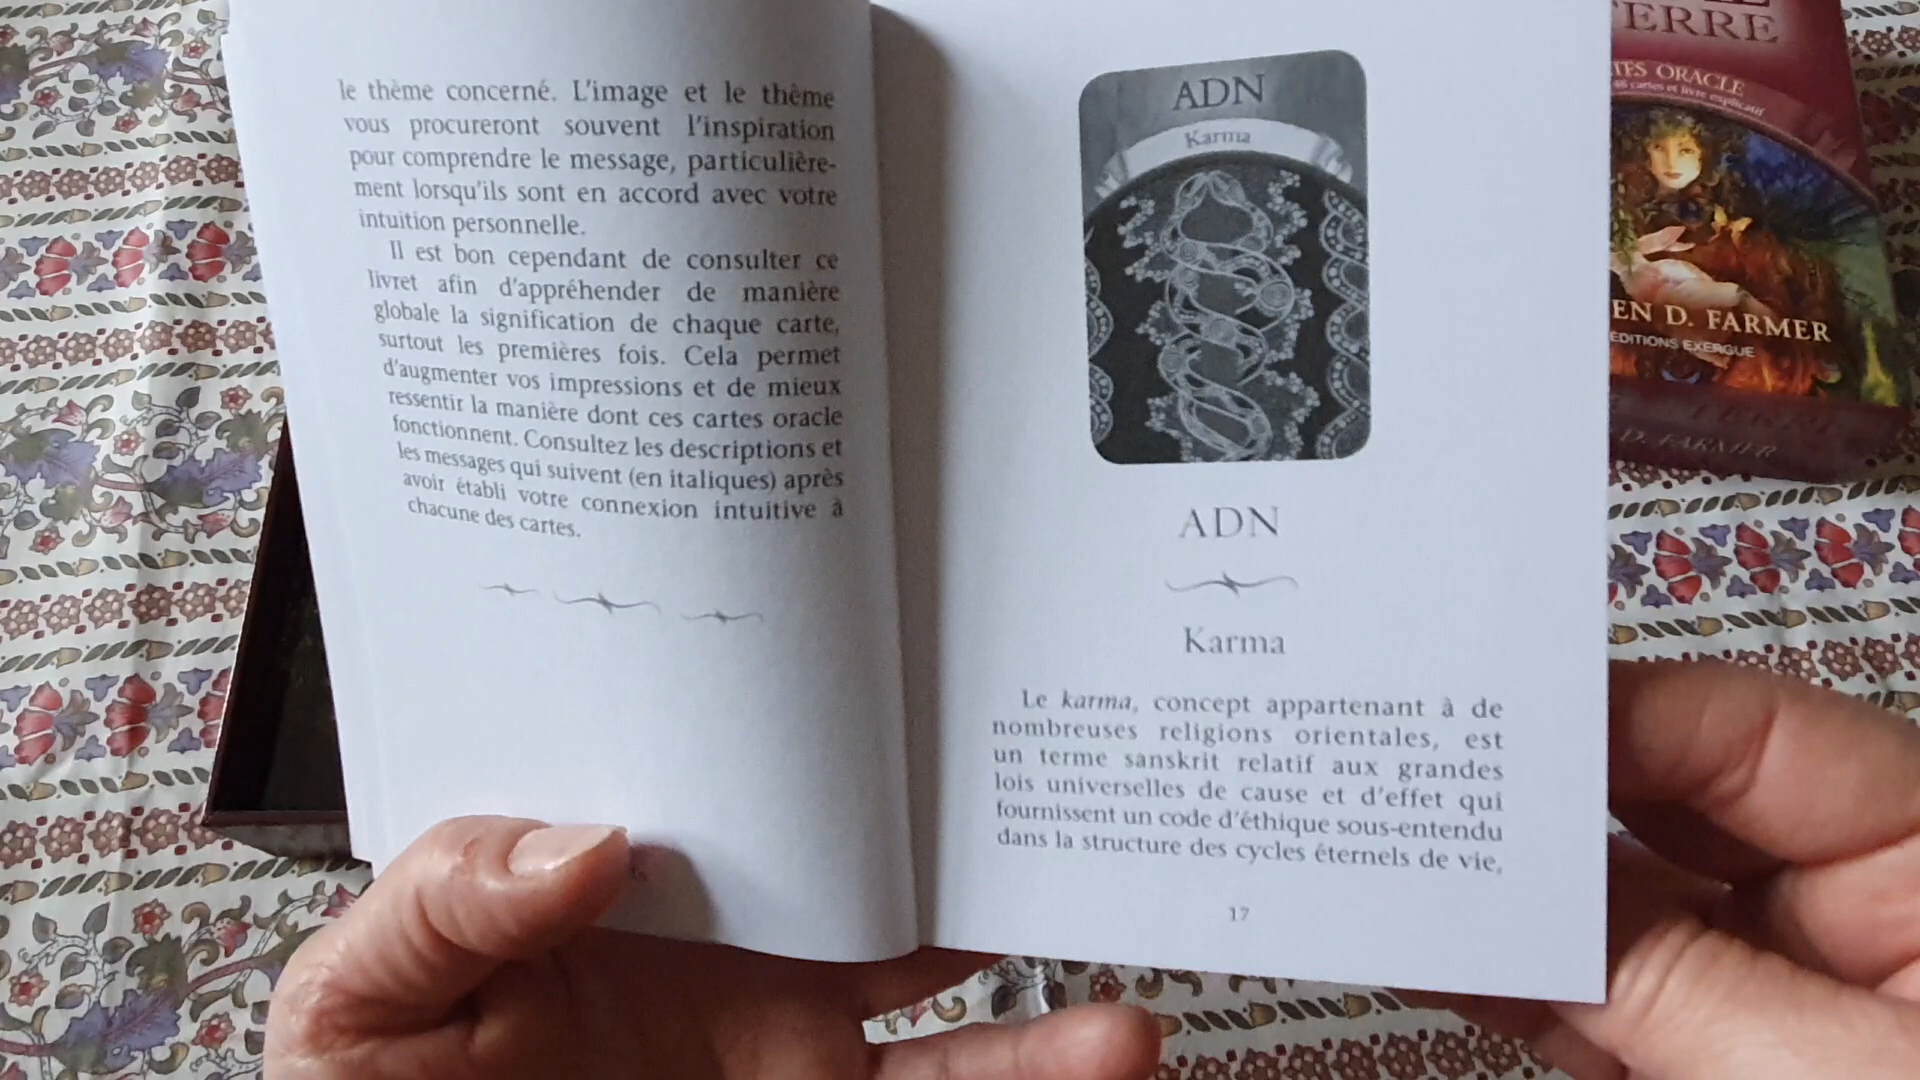 le thème concerné. L'image et le thème
vous procureront souvent l'inspiration
pour comprendre le message, particulière-
ment lorsqu'ils sont en accord avec votre
intuition personnelle.
Il est bon cependant de consulter ce
livret afin d'appréhender de manière
globale la signification de chaque carte,
surtout les premières fois. Cela permet
d'augmenter vos impressions et de mieux
ressentir la manière dont ces cartes oracle
fonctionnent. Consultez les descriptions et
les messages qui suivent (en italiques) après
avoir établi votre connexion intuitive à
chacune des cartes.
ADN
Karma
ADN
Karma
Le karma, concept appartenant à de
nombreuses religions orientales, est
un terme sanskrit relatif aux grandes
lois universelles de cause et d'effet qui
fournissent un code d'éthique sous-entendu
dans la structure des cycles éternels de vie,
17
TERRE
ORACLE
cartes et livre explicatif
EN D. FARMER
EDITIONS EXERGUE
D. FARMER